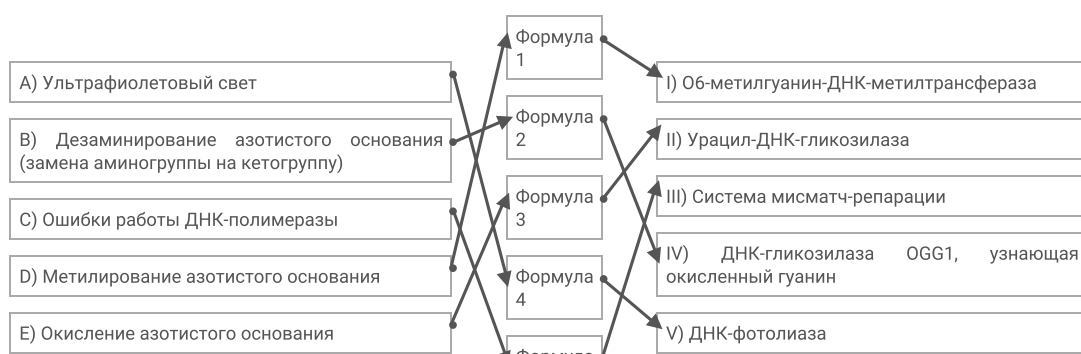 A) Ультрафиолетовый свет
B) Дезаминирование азотистого основания
(замена аминогруппы на кетогруппу)
C) Ошибки работы ДНК-полимеразы
D) Метилирование азотистого основания
E) Окисление азотистого основания
Формула
1
Формула
2
Формула
3
Формула
4
Формула
I) O6-метилгуанин-ДНК-метилтрансфераза
II) Урацил-ДНК-гликозилаза
III) Система мисматч-репарации
IV) ДНК-гликозилаза OGG1, узнающая
окисленный гуанин
V) ДНК-фотолиаза